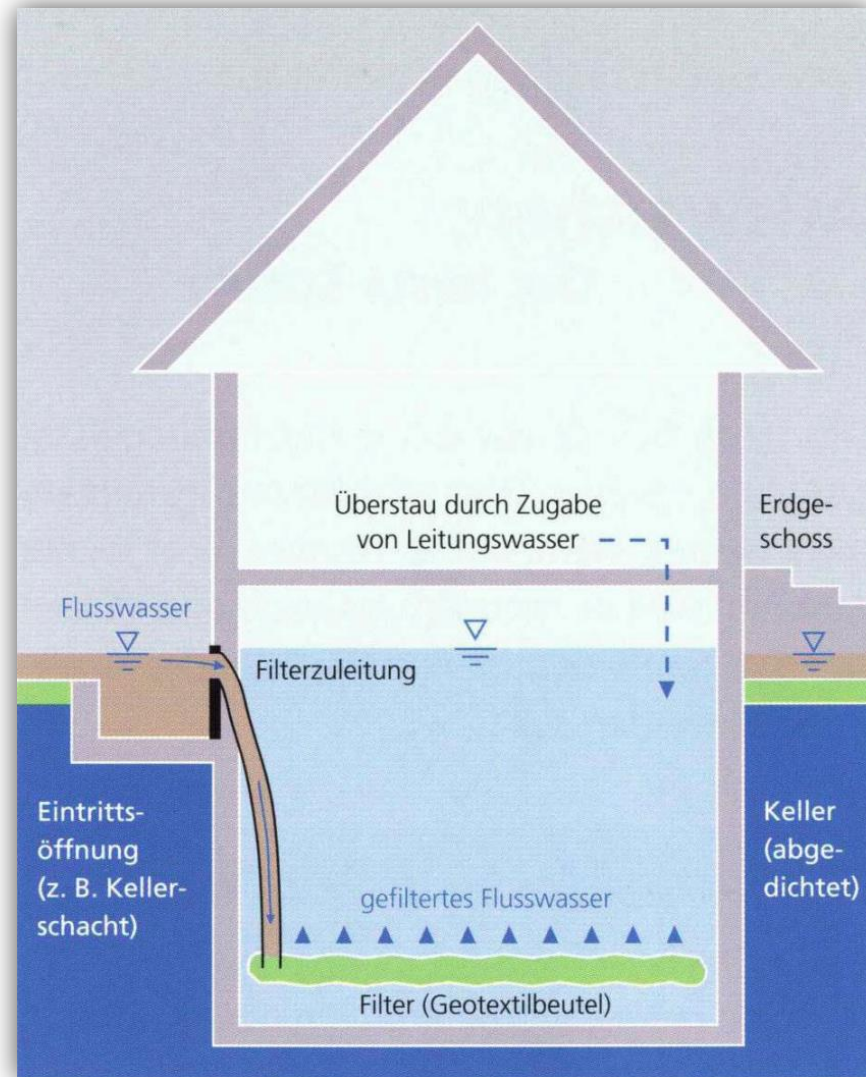 Überstau durch Zugabe
von Leitungswasser
Erdge-
schoss
Flusswasser
Filterzuleitung
Eintritts-
öffnung
(z. B. Keller-
schacht)
Keller
(abge-
dichtet)
gefiltertes Flusswasser
Filter (Geotextilbeutel)